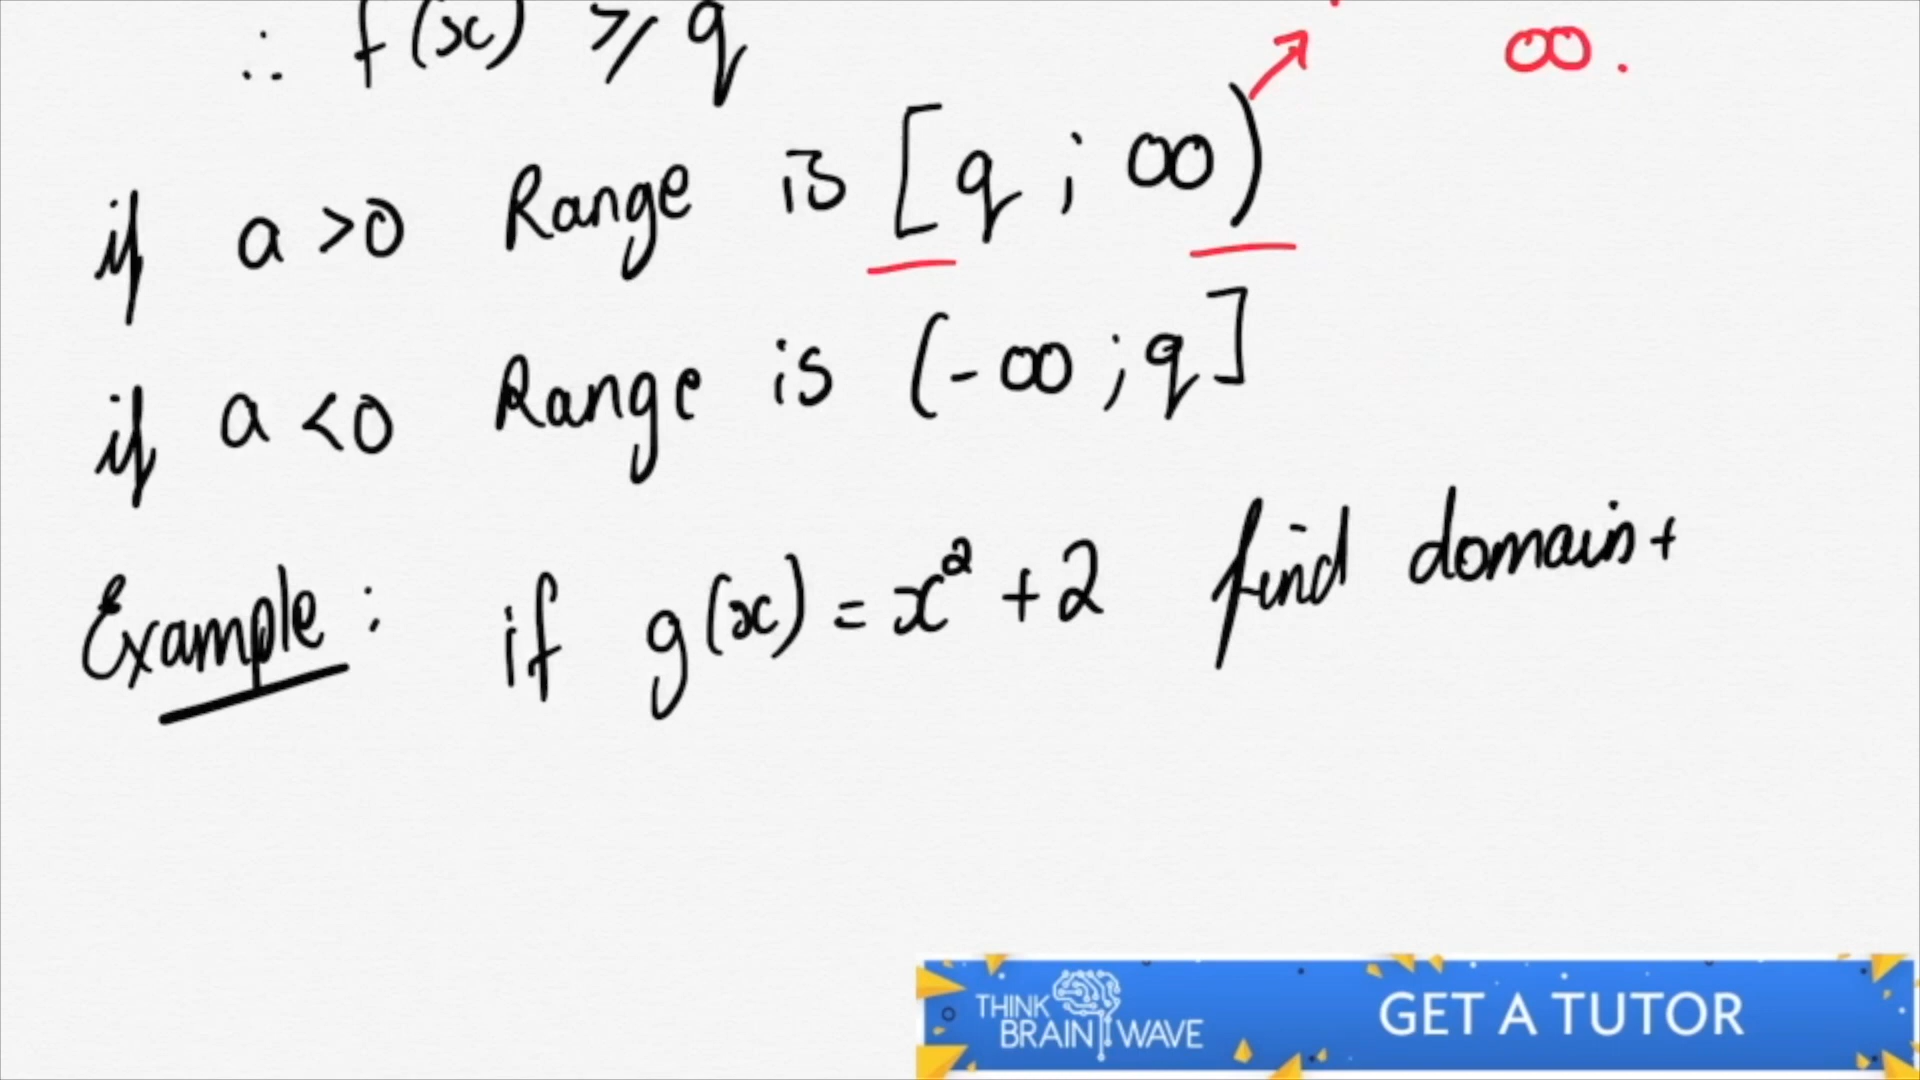 ∴ f(x) ⩾ q
∞.
if a >0 Range is [q ; ∞)
if a <0 Range is (-∞ ; q]
Example : if g(x) = x² + 2 find domain +
THINK BRAIN WAVE
GET A TUTOR